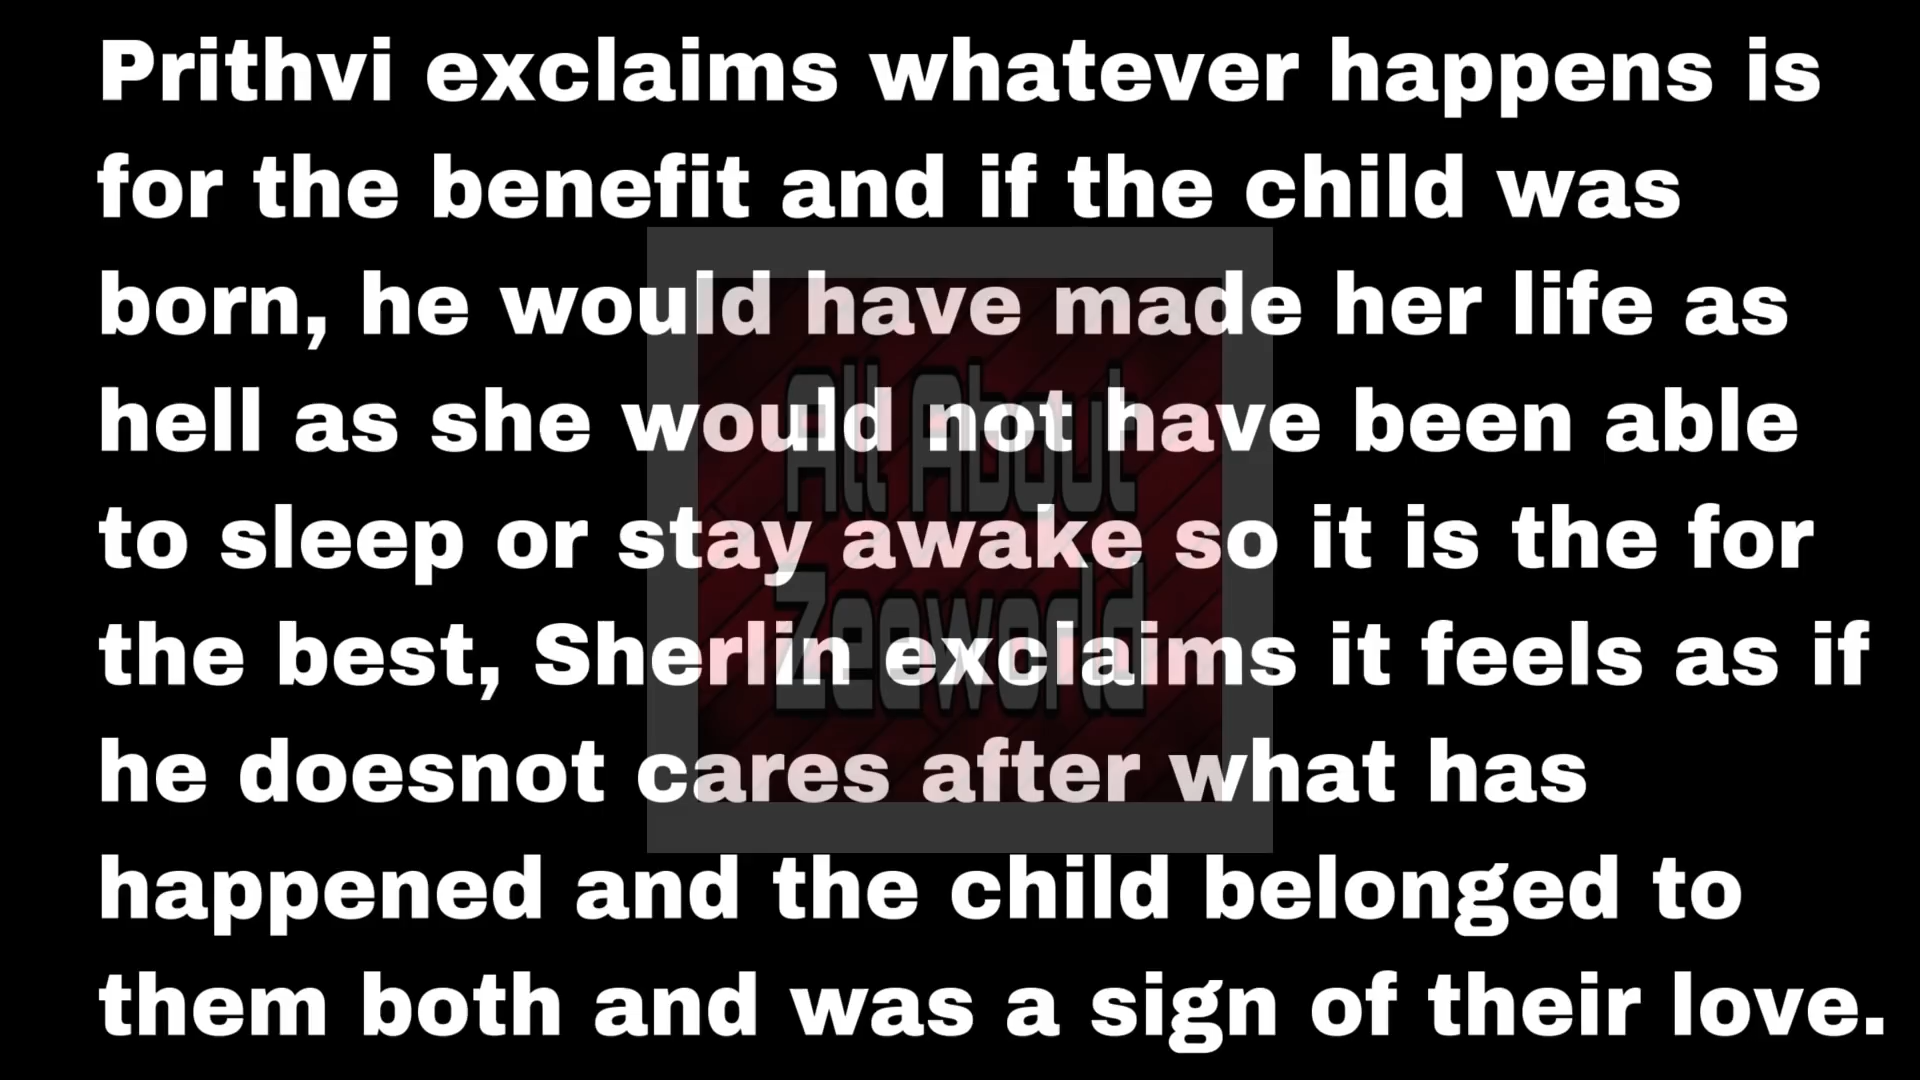 Prithvi exclaims whatever happens is
for the benefit and if the child was
born, he would have made her life as
hell as she would not have been able
to sleep or stay awake so it is the for
the best, Sherlin exclaims it feels as if
he doesnot cares after what has
happened and the child belonged to
them both and was a sign of their love.
All About
Zeeworld